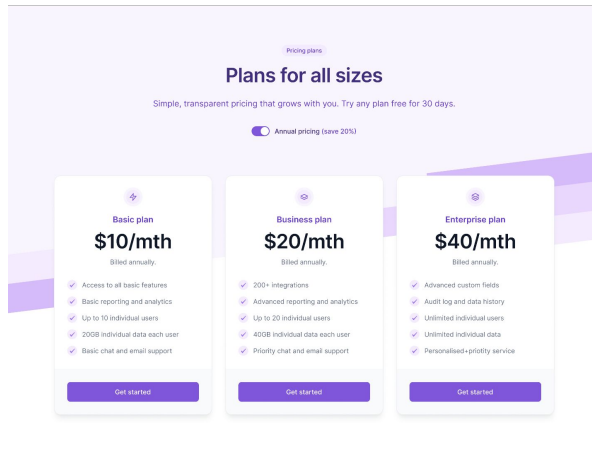 Pricing plans
Plans for all sizes
Simple, transparent pricing that grows with you. Try any plan free for 30 days.
Annual pricing (save 20%)
Basic plan
$10/mth
Billed annually.
Access to all basic features
Basic reporting and analytics
Up to 10 individual users
20GB individual data each user
Basic chat and email support
Get started
Business plan
$20/mth
Billed annually.
200+ integrations
Advanced reporting and analytics
Up to 20 individual users
40GB individual data each user
Priority chat and email support
Get started
Enterprise plan
$40/mth
Billed annually.
Advanced custom fields
Audit log and data history
Unlimited individual users
Unlimited individual data
Personalised+priotity service
Get started